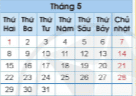 Tháng 5
Thứ Hai Thứ Ba Thứ Tư Thứ Năm Thứ Sáu Thứ Bảy Chủ nhật
1 2 3 4 5 6 7
8 9 10 11 12 13 14
15 16 17 18 19 20 21
22 23 24 25 26 27 28
29 30 31